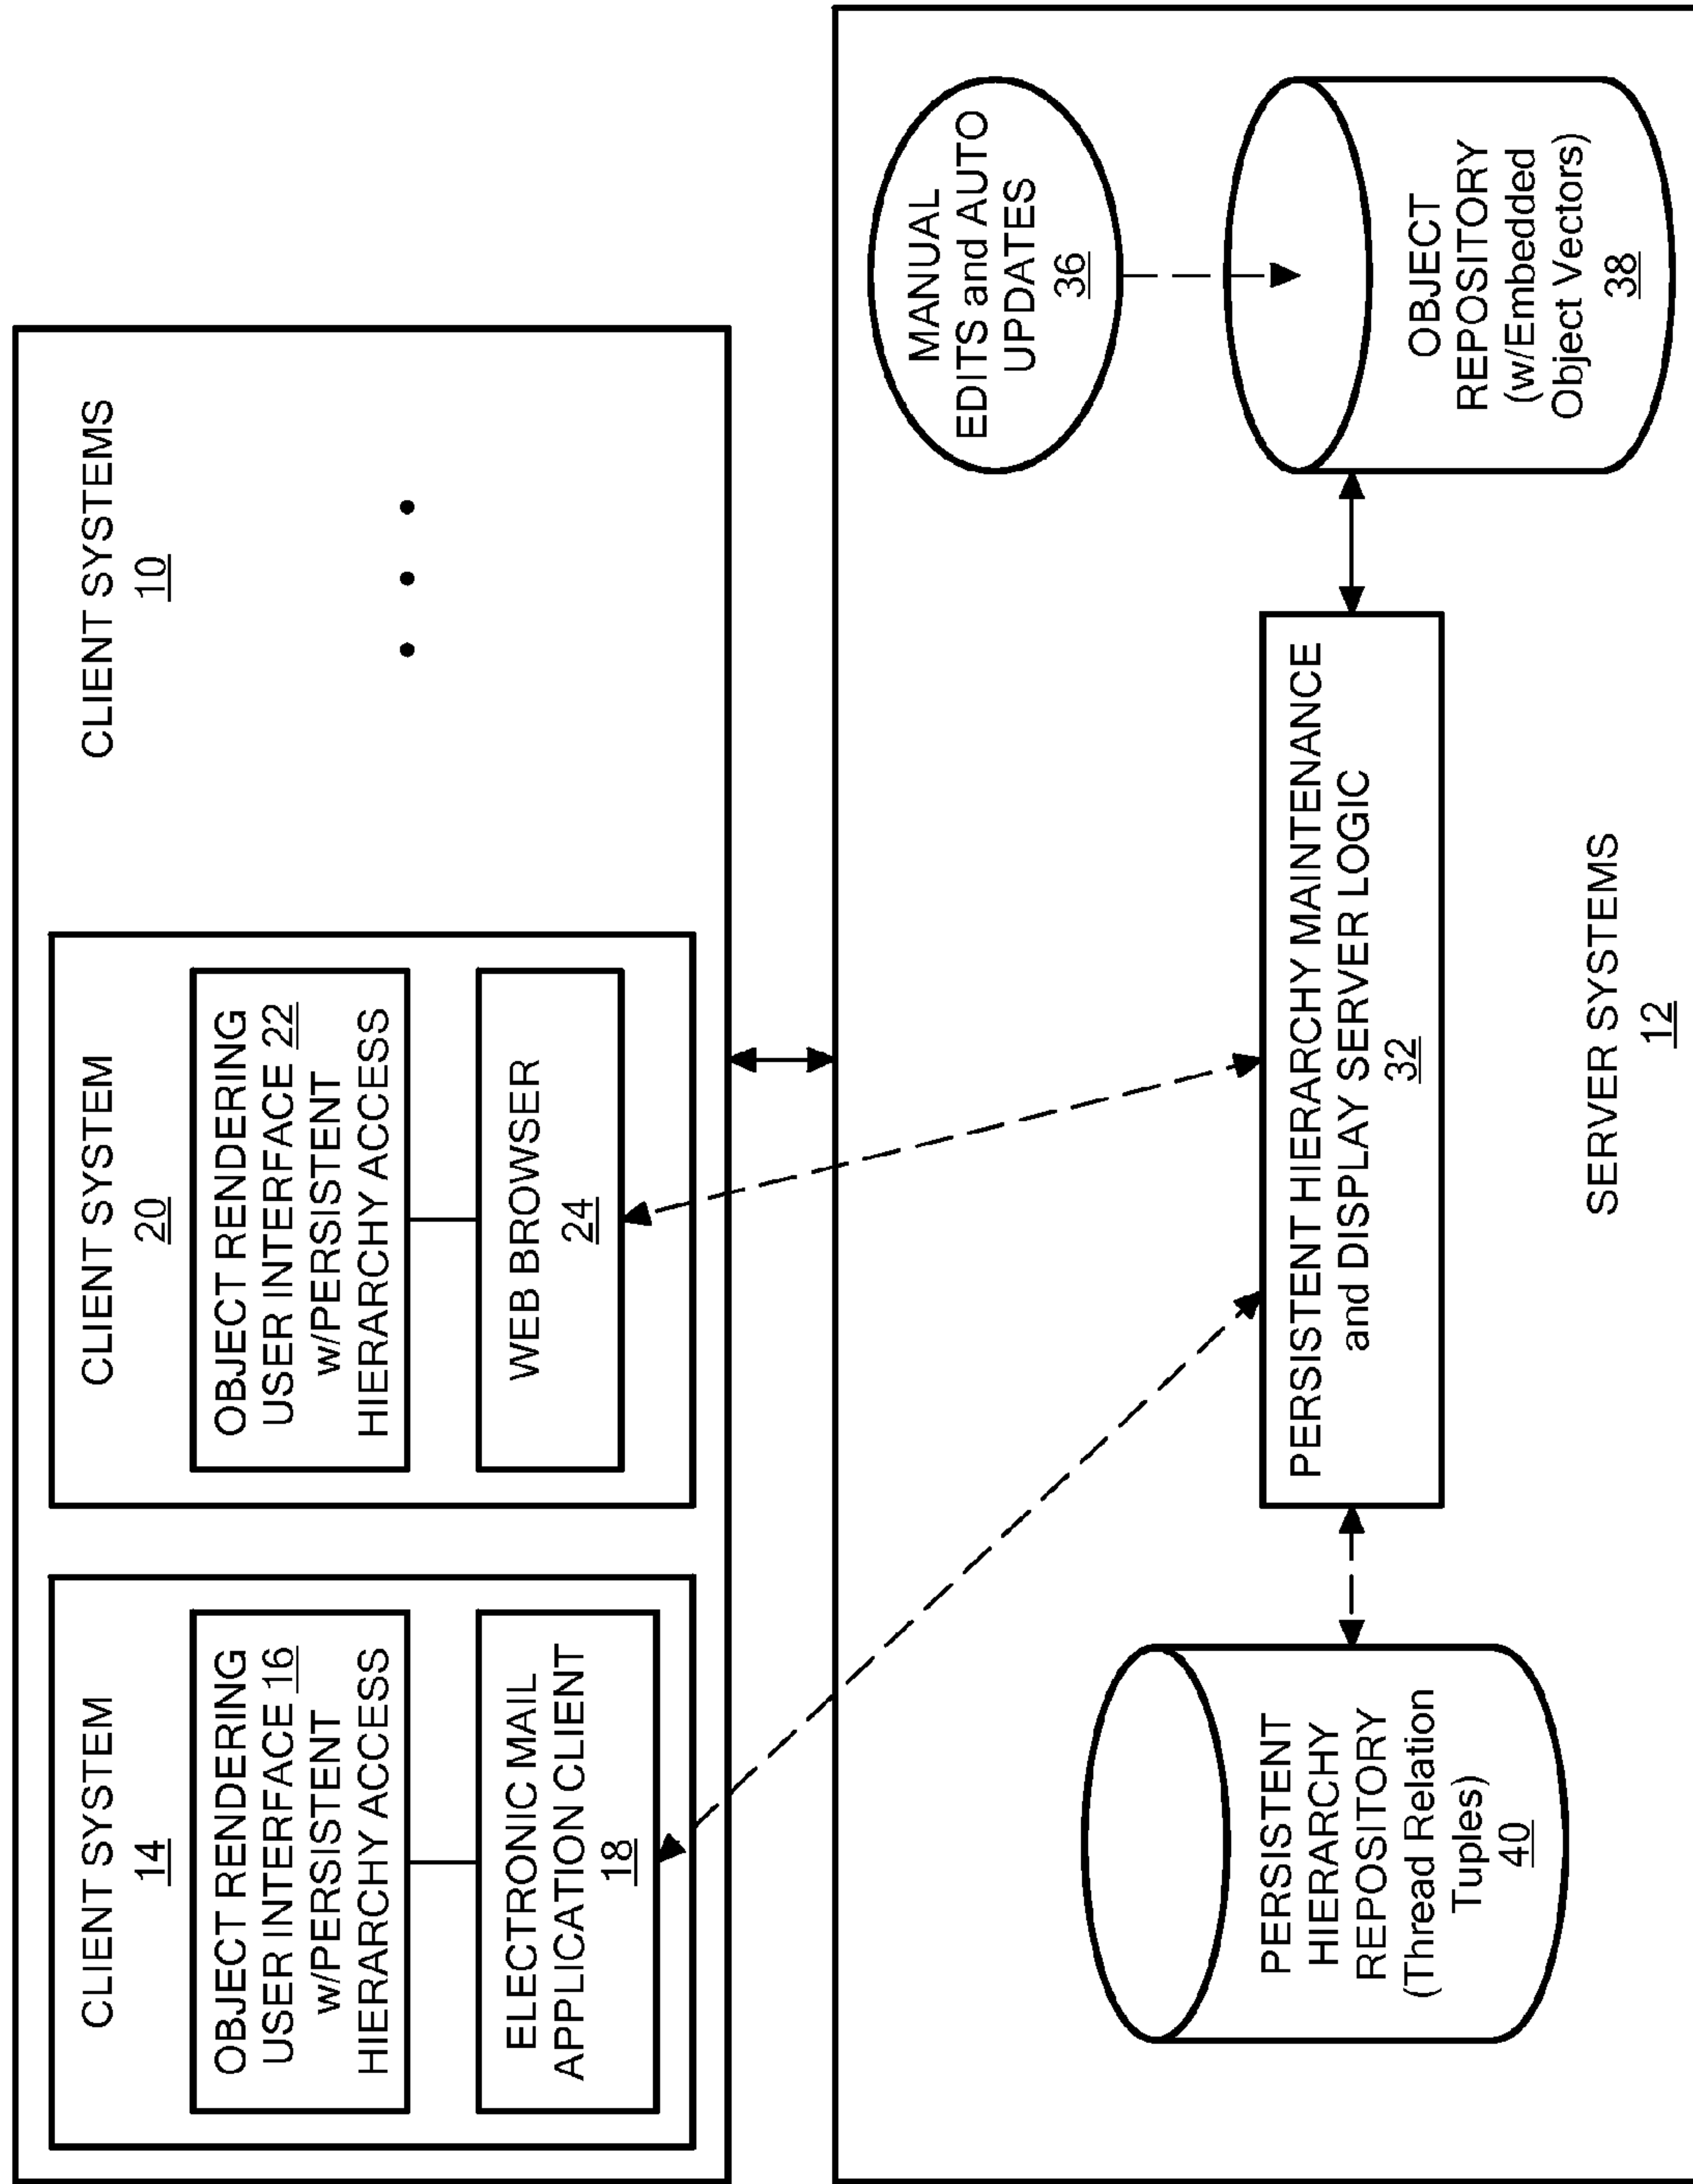 CLIENT SYSTEMS
10
CLIENT SYSTEM
14
OBJECT RENDERING
USER INTERFACE 16
w/PERSISTENT
HIERARCHY ACCESS
ELECTRONIC MAIL
APPLICATION CLIENT
18
CLIENT SYSTEM
20
OBJECT RENDERING
USER INTERFACE 22
w/PERSISTENT
HIERARCHY ACCESS
WEB BROWSER
24
PERSISTENT
HIERARCHY
REPOSITORY
(Thread Relation
Tuples)
40
PERSISTENT HIERARCHY MAINTENANCE
and DISPLAY SERVER LOGIC
32
MANUAL
EDITS and AUTO
UPDATES
36
OBJECT
REPOSITORY
(w/Embedded
Object Vectors)
38
SERVER SYSTEMS
12